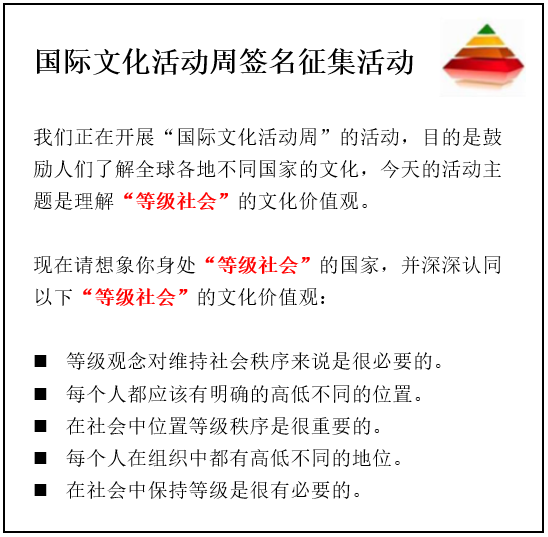 国际文化活动周签名征集活动
我们正在开展“国际文化活动周”的活动，目的是鼓
励人们了解全球各地不同国家的文化，今天的活动主
题是理解“等级社会”的文化价值观。
现在请想象你身处“等级社会”的国家，并深深认同
以下“等级社会”的文化价值观：
■ 等级观念对维持社会秩序来说是很必要的。
■ 每个人都应该有明确的高低不同的位置。
■ 在社会中位置等级秩序是很重要的。
■ 每个人在组织中都有高低不同的地位。
■ 在社会中保持等级是很有必要的。